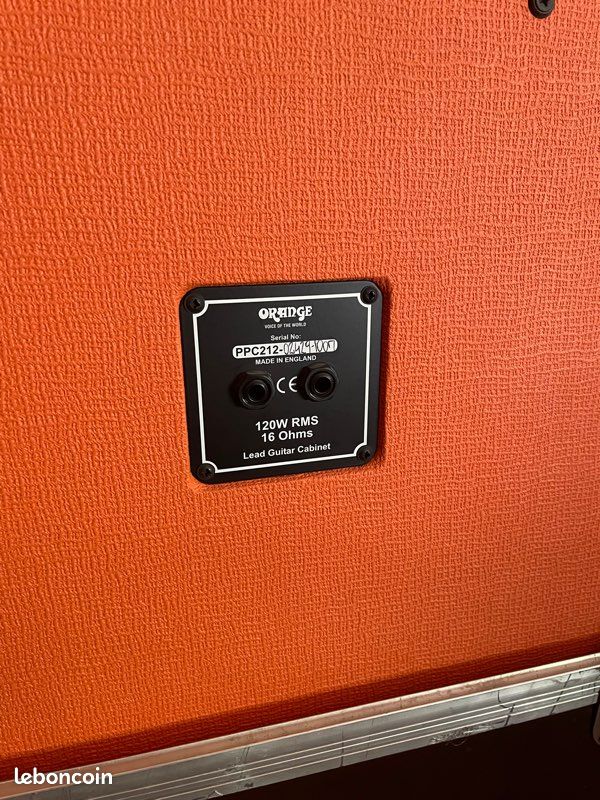 ORANGE
VOICE OF THE WORLD
Serial No:
PPC212-
MADE IN ENGLAND
CE
120W RMS
16 Ohms
Lead Guitar Cabinet
leboncoin